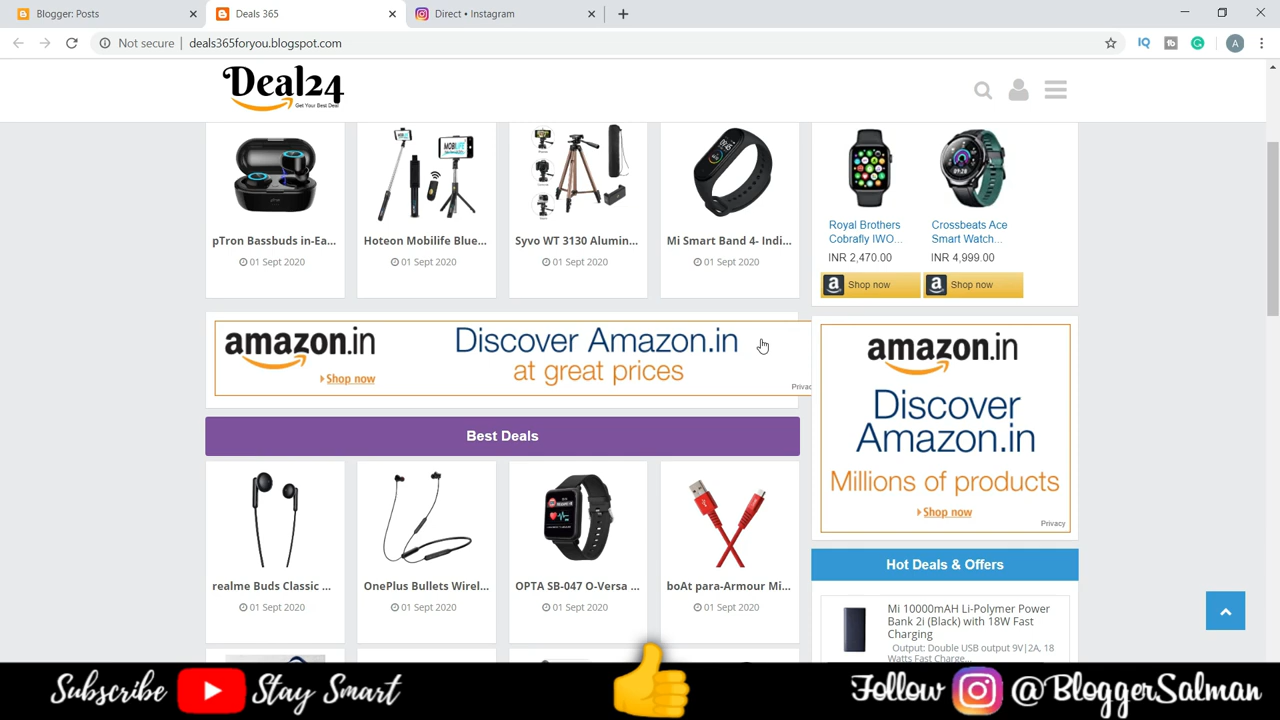 Blogger: Posts
Deals 365
Direct • Instagram
Not secure
deals365foryou.blogspot.com
A
Deal24
Get Your Best Deal
pTron Bassbuds in-Ea...
01 Sept 2020
Hoteon Mobilife Blue...
01 Sept 2020
Syvo WT 3130 Alumin...
01 Sept 2020
Mi Smart Band 4- Indi...
01 Sept 2020
Royal Brothers
Cobrafly IWO...
INR 2,470.00
Shop now
Crossbeats Ace
Smart Watch...
INR 4,999.00
Shop now
amazon.in
Shop now
Discover Amazon.in
at great prices
Privac
amazon.in
Discover
Amazon.in
Millions of products
Shop now
Privacy
Best Deals
realme Buds Classic ...
01 Sept 2020
OnePlus Bullets Wirel...
01 Sept 2020
OPTA SB-047 O-Versa ...
01 Sept 2020
boAt para-Armour Mi...
01 Sept 2020
Hot Deals & Offers
Mi 10000mAH Li-Polymer Power
Bank 2i (Black) with 18W Fast
Charging
Output: Double USB output 9V|2A, 18
Watts Fast Charge...
Subscribe
Stay Smart
Follow
@BloggerSalman